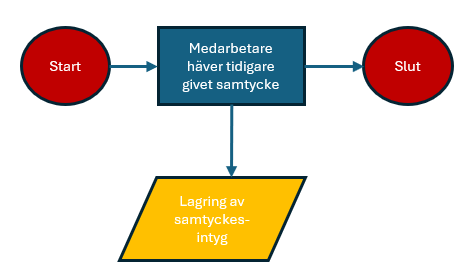 Start
Medarbetare
häver tidigare
givet samtycke
Slut
Lagring av
samtyckes-
intyg